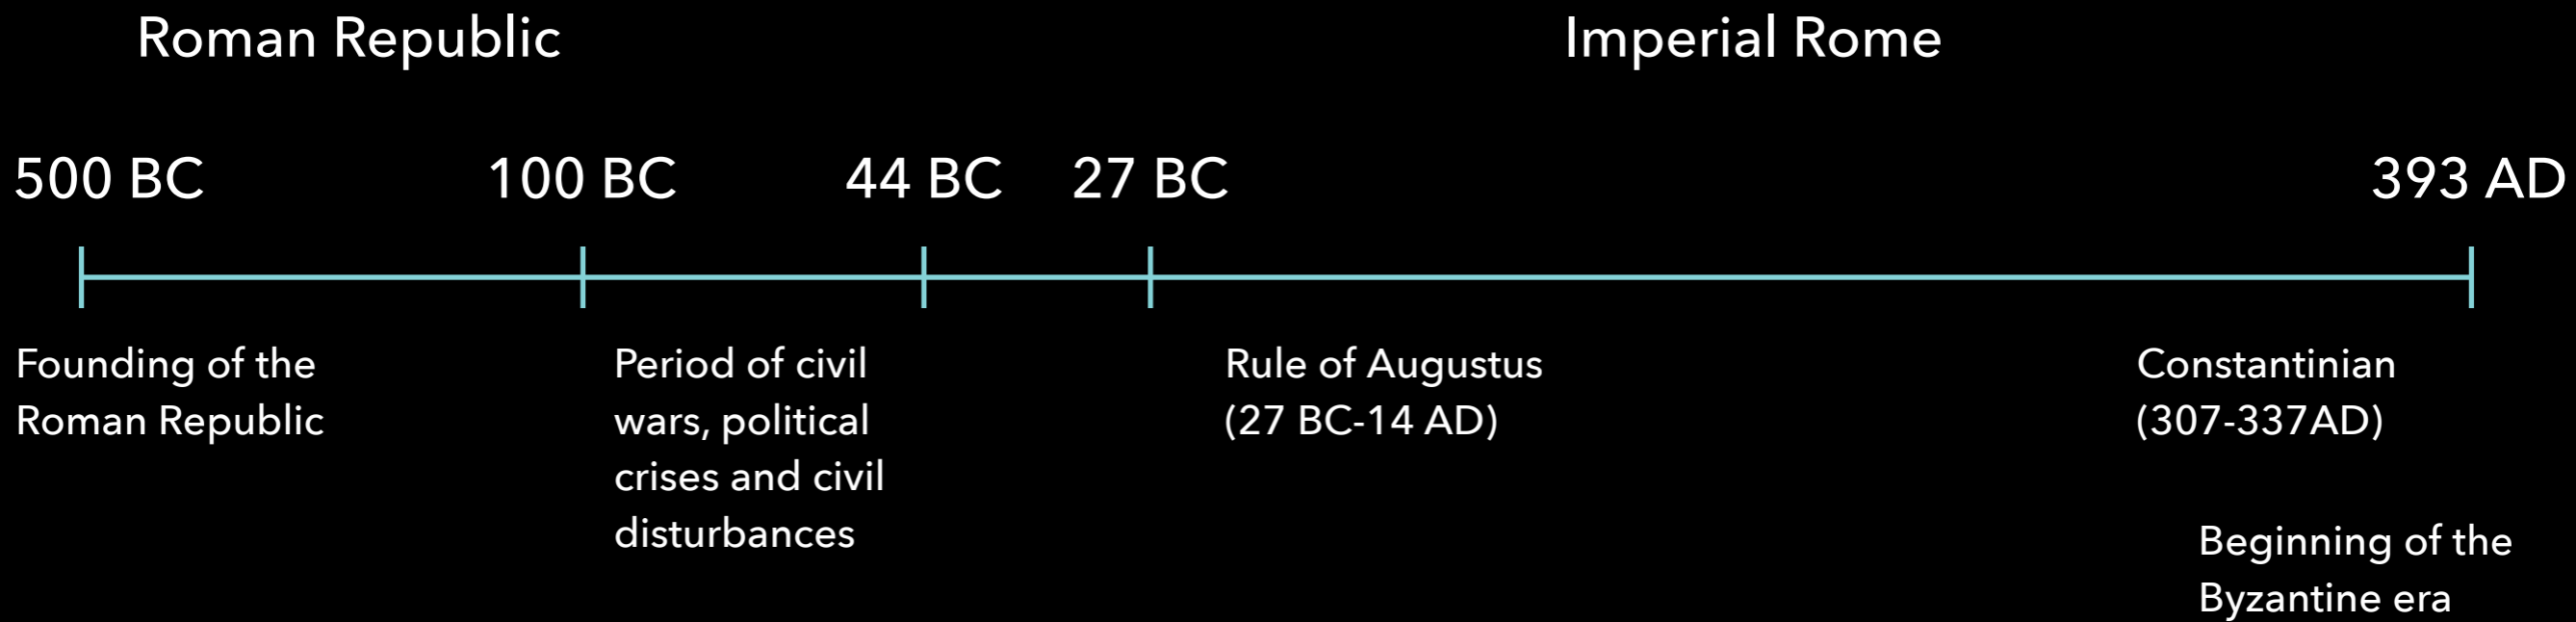 Roman Republic
Imperial Rome
500 BC
100 BC
44 BC
27 BC
393 AD
Founding of the
Roman Republic
Period of civil
wars, political
crises and civil
disturbances
Rule of Augustus
(27 BC-14 AD)
Constantinian
(307-337AD)
Beginning of the
Byzantine era